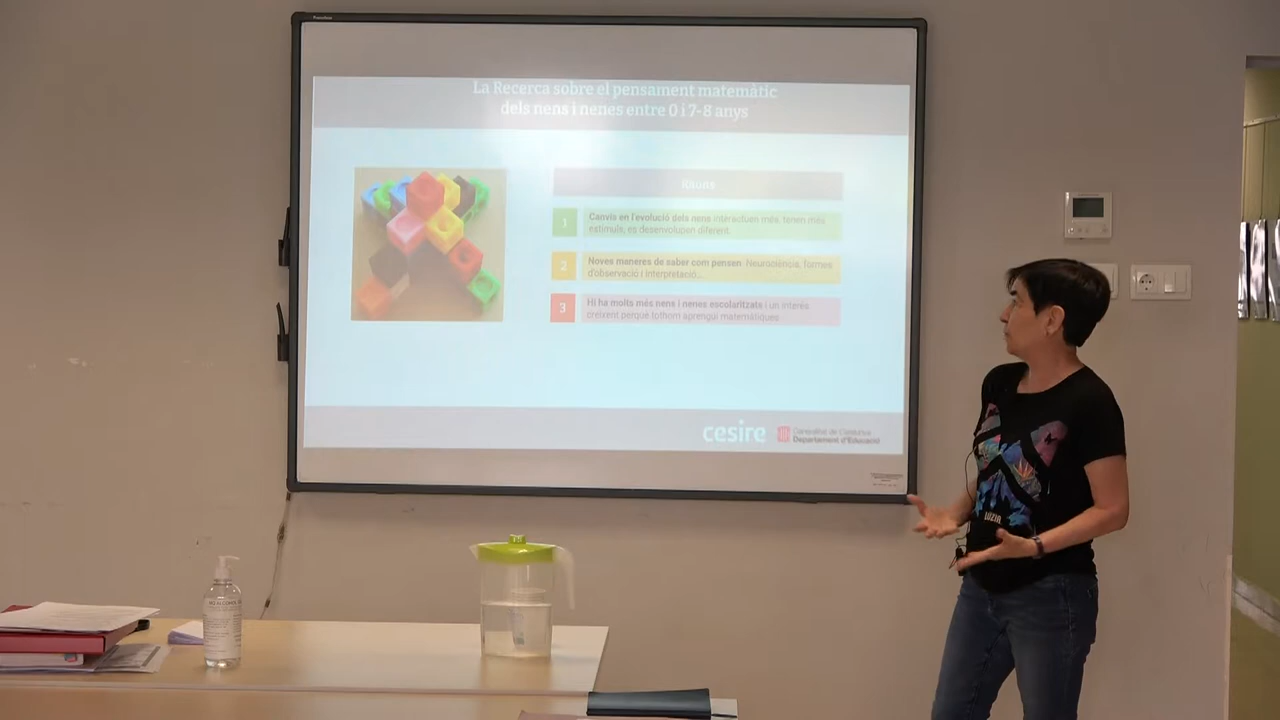 La Recerca sobre el pensament matemàtic
dels nens i nenes entre 0 i 7-8 anys
Raons
1
Canvis en l'evolució dels nens interactuen més, tenen més
estímuls, es desenvolupen diferent.
2
Noves maneres de saber com pensen. Neurociència, formes
d'observació i interpretació...
3
Hi ha molts més nens i nenes escolaritzats i un interès
creixent perquè tothom aprengui matemàtiques
cesire
Generalitat de Catalunya
Departament d'Educació